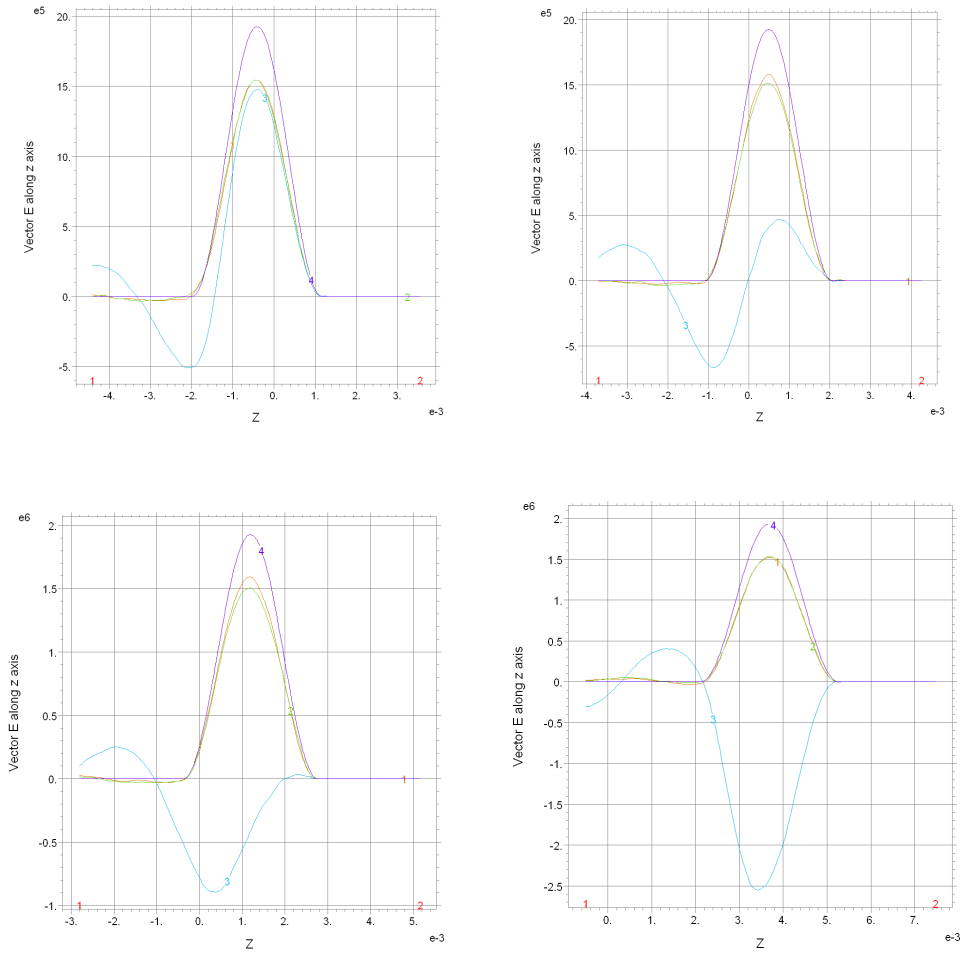 e5
20.
15.
10.
5.
0.
-5.
Vector E along z axis
1
3
4
2
1
2
-4. -3. -2. -1. 0. 1. 2. 3.
e-3
Z
e5
20.
15.
10.
5.
0.
-5.
Vector E along z axis
3
1
1
2
-3. -2. -1. 0. 1. 2. 3. 4.
e-3
Z
e6
2.
1.5
1.
0.5
0.
-0.5
-1.
Vector E along z axis
4
2
1
3
1
2
-3. -2. -1. 0. 1. 2. 3. 4. 5.
e-3
Z
e6
2.
1.5
1.
0.5
0.
-0.5
-1.
-1.5
-2.
-2.5
Vector E along z axis
4
1
2
3
1
2
0. 1. 2. 3. 4. 5. 6. 7.
e-3
Z